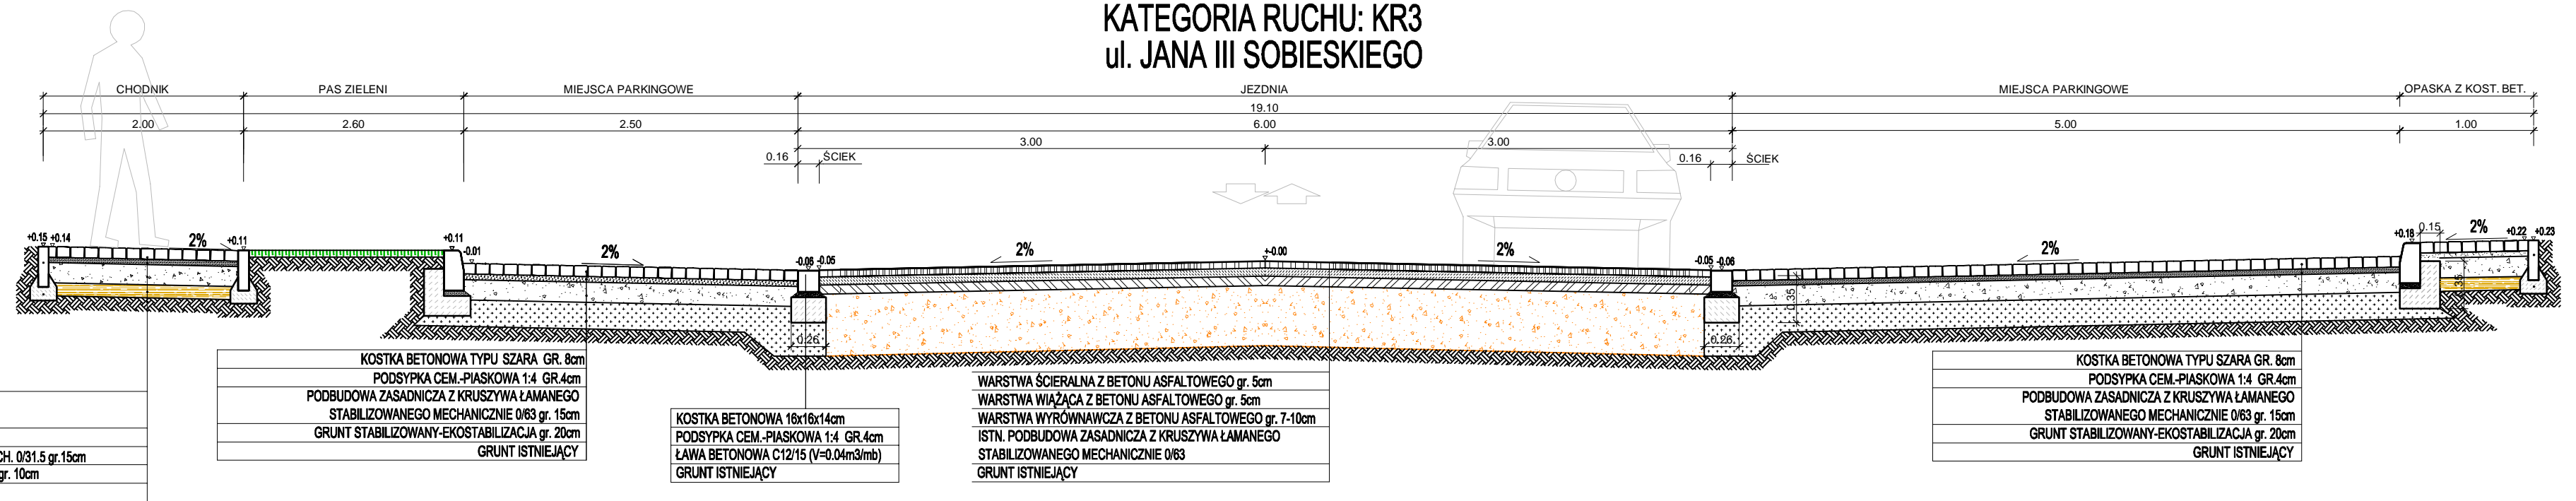 KATEGORIA RUCHU: KR3
ul. JANA III SOBIESKIEGO
CHODNIK
PAS ZIELENI
MIEJSCA PARKINGOWE
JEZDNIA
MIEJSCA PARKINGOWE
OPASKA Z KOST. BET.
19.10
2.00
2.60
2.50
6.00
5.00
1.00
3.00
3.00
0.16
ŚCIEK
0.16
ŚCIEK
+0.15
+0.14
2%
+0.11
+0.11
-0.01
2%
-0.06
-0.05
2%
+-0.00
2%
-0.05
-0.06
2%
+0.18
0.15
2%
+0.22
+0.23
0.35
.35
0.26
0.26
KOSTKA BETONOWA TYPU SZARA GR. 8cm
PODSYPKA CEM.-PIASKOWA 1:4 GR.4cm
PODBUDOWA ZASADNICZA Z KRUSZYWA ŁAMANEGO
STABILIZOWANEGO MECHANICZNIE 0/63 gr. 15cm
GRUNT STABILIZOWANY-EKOSTABILIZACJA gr. 20cm
GRUNT ISTNIEJĄCY
CH. 0/31.5 gr.15cm
gr. 10cm
KOSTKA BETONOWA 16x16x14cm
PODSYPKA CEM.-PIASKOWA 1:4 GR.4cm
ŁAWA BETONOWA C12/15 (V=0.04m3/mb)
GRUNT ISTNIEJĄCY
WARSTWA ŚCIERALNA Z BETONU ASFALTOWEGO gr. 5cm
WARSTWA WIĄŻĄCA Z BETONU ASFALTOWEGO gr. 5cm
WARSTWA WYRÓWNAWCZA Z BETONU ASFALTOWEGO gr. 7-10cm
ISTN. PODBUDOWA ZASADNICZA Z KRUSZYWA ŁAMANEGO
STABILIZOWANEGO MECHANICZNIE 0/63
GRUNT ISTNIEJĄCY
KOSTKA BETONOWA TYPU SZARA GR. 8cm
PODSYPKA CEM.-PIASKOWA 1:4 GR.4cm
PODBUDOWA ZASADNICZA Z KRUSZYWA ŁAMANEGO
STABILIZOWANEGO MECHANICZNIE 0/63 gr. 15cm
GRUNT STABILIZOWANY-EKOSTABILIZACJA gr. 20cm
GRUNT ISTNIEJĄCY